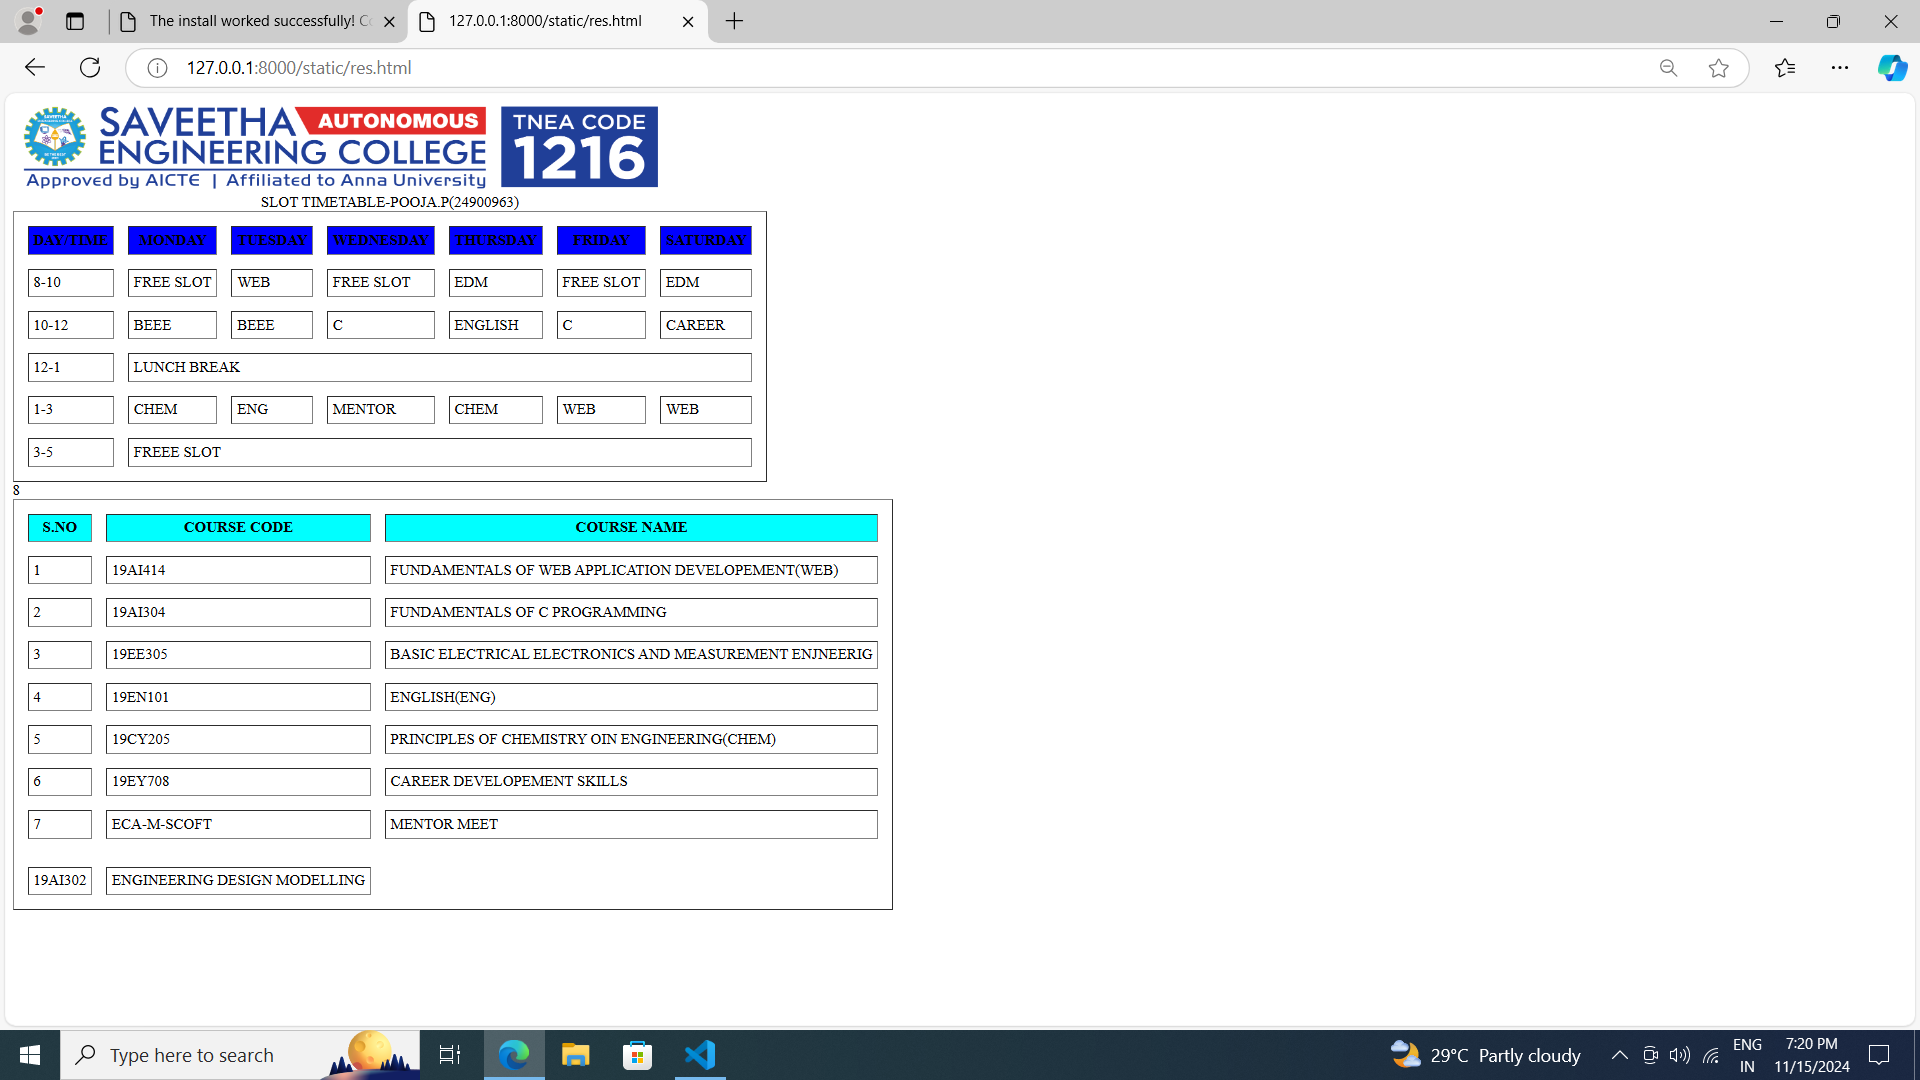 The install worked successfully! Co
127.0.0.1:8000/static/res.html
127.0.0.1:8000/static/res.html
SAVEETHA AUTONOMOUS
ENGINEERING COLLEGE
Approved by AICTE | Affiliated to Anna University
TNEA CODE
1216
SLOT TIMETABLE-POOJA.P(24900963)
DAY/TIME MONDAY TUESDAY WEDNESDAY THURSDAY FRIDAY SATURDAY
8-10 FREE SLOT WEB FREE SLOT EDM FREE SLOT EDM
10-12 BEEE BEEE C ENGLISH C CAREER
12-1 LUNCH BREAK
1-3 CHEM ENG MENTOR CHEM WEB WEB
3-5 FREEE SLOT
8
S.NO COURSE CODE COURSE NAME
1 19AI414 FUNDAMENTALS OF WEB APPLICATION DEVELOPEMENT(WEB)
2 19AI304 FUNDAMENTALS OF C PROGRAMMING
3 19EE305 BASIC ELECTRICAL ELECTRONICS AND MEASUREMENT ENJNEERIG
4 19EN101 ENGLISH(ENG)
5 19CY205 PRINCIPLES OF CHEMISTRY OIN ENGINEERING(CHEM)
6 19EY708 CAREER DEVELOPEMENT SKILLS
7 ECA-M-SCOFT MENTOR MEET
19AI302 ENGINEERING DESIGN MODELLING
Type here to search
29°C Partly cloudy
ENG
IN
7:20 PM
11/15/2024